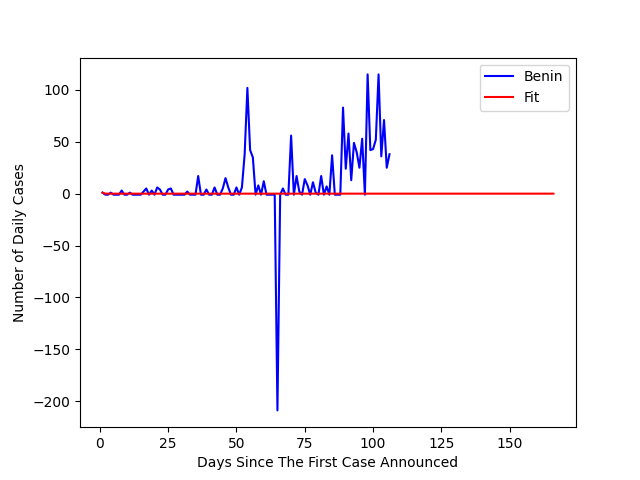 Benin
Fit
100
50
0
−50
−100
−150
−200
Number of Daily Cases
0 25 50 75 100 125 150
Days Since The First Case Announced